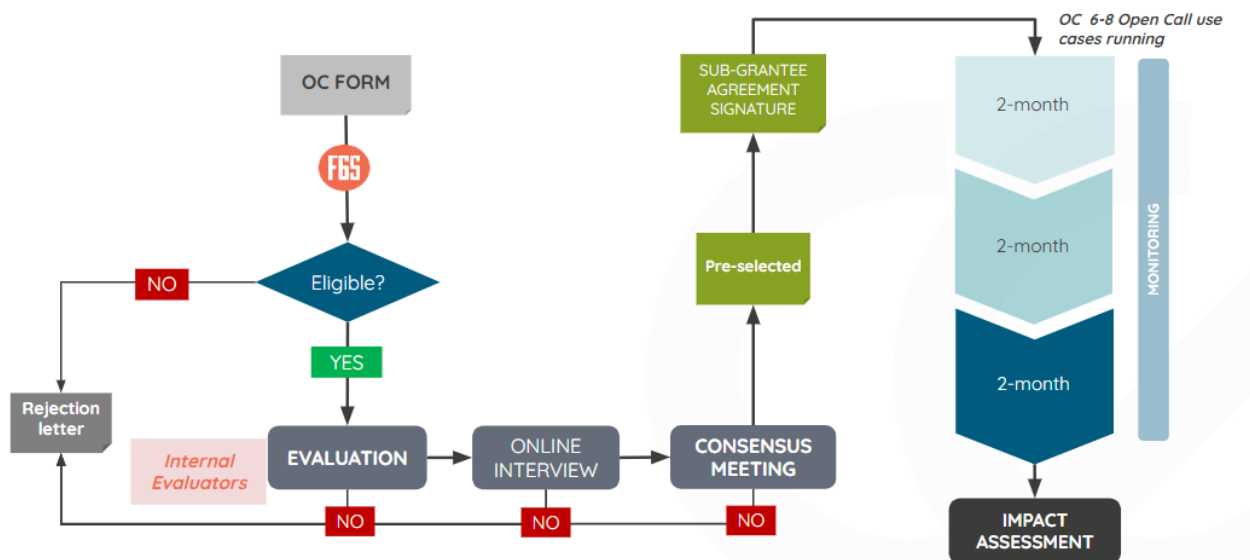 OC 6-8 Open Call use
cases running
OC FORM
F6S
Eligible?
NO
YES
Rejection
letter
Internal
Evaluators
EVALUATION
ONLINE
INTERVIEW
CONSENSUS
MEETING
NO
NO
NO
Pre-selected
SUB-GRANTEE
AGREEMENT
SIGNATURE
2-month
2-month
2-month
MONITORING
IMPACT
ASSESSMENT